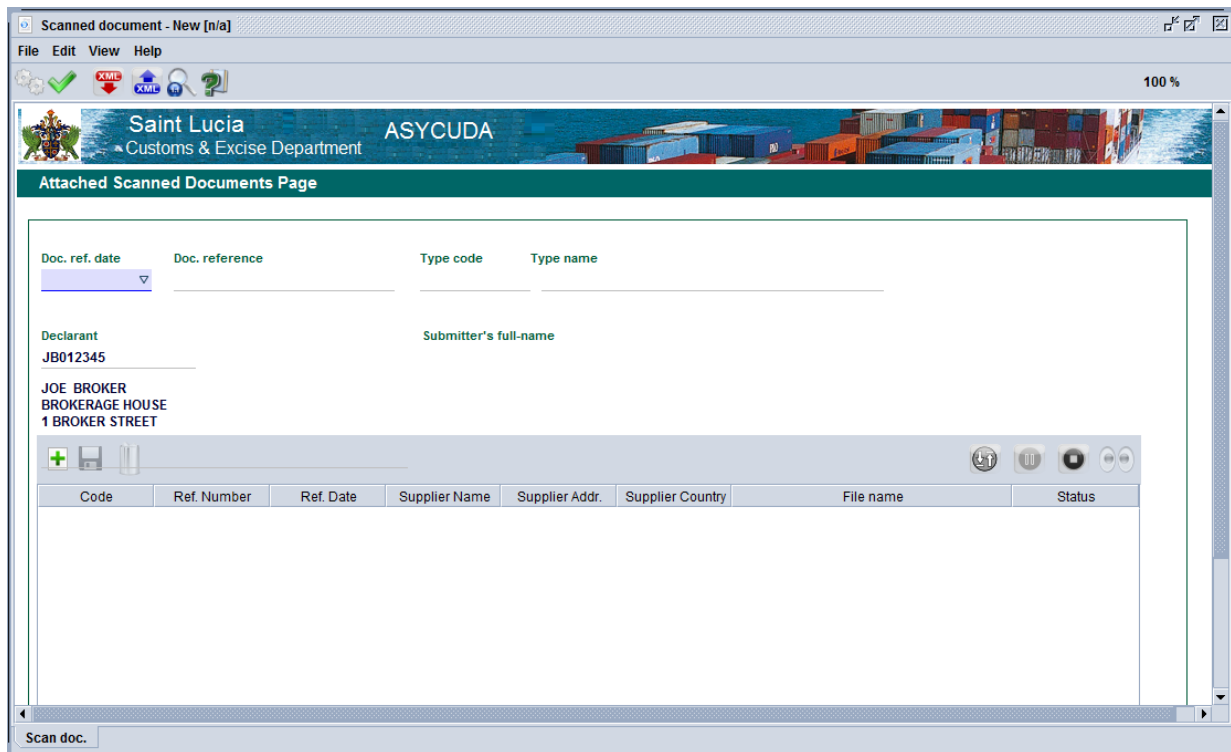 Scanned document - New [n/a]
File Edit View Help
XML XML
100 %
Saint Lucia
Customs & Excise Department
ASYCUDA
Attached Scanned Documents Page
Doc. ref. date Doc. reference Type code Type name
Declarant Submitter's full-name
JB012345
JOE BROKER
BROKERAGE HOUSE
1 BROKER STREET
Code Ref. Number Ref. Date Supplier Name Supplier Addr. Supplier Country File name Status
Scan doc.